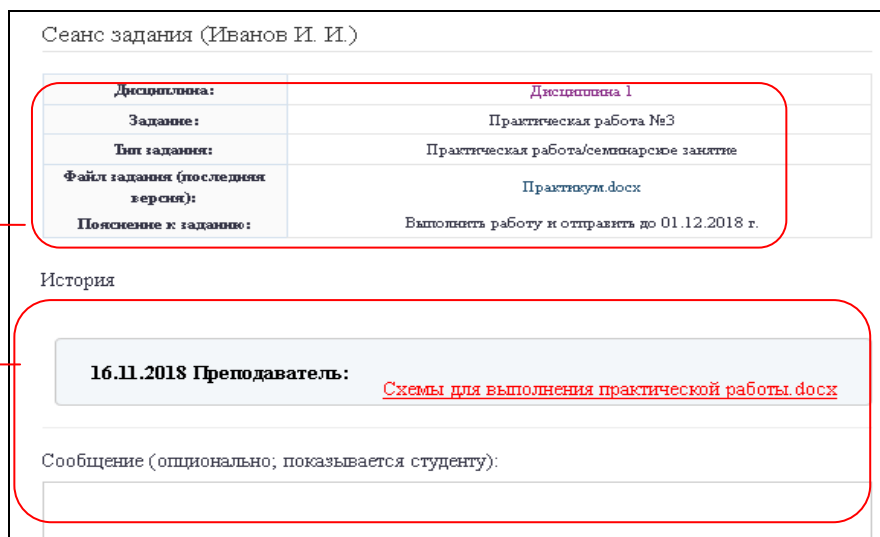 Сеанс задания (Иванов И. И.)
Дисциплина: Дисциплина 1
Задание: Практическая работа №3
Тип задания: Практическая работа/семинарское занятие
Файл задания (последняя версия): Практикум.docx
Пояснение к заданию: Выполнить работу и отправить до 01.12.2018 г.
История
16.11.2018 Преподаватель: Схемы для выполнения практической работы.docx
Сообщение (опционально; показывается студенту):